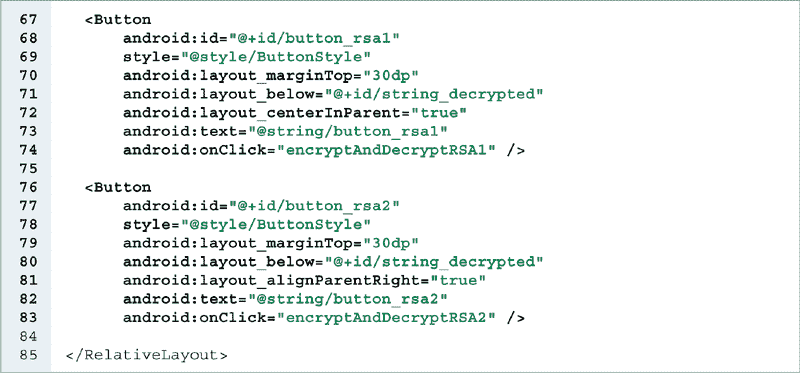 67 <Button
68 android:id="@+id/button_rsa1"
69 style="@style/ButtonStyle"
70 android:layout_marginTop="30dp"
71 android:layout_below="@+id/string_decrypted"
72 android:layout_centerInParent="true"
73 android:text="@string/button_rsa1"
74 android:onClick="encryptAndDecryptRSA1" />
75
76 <Button
77 android:id="@+id/button_rsa2"
78 style="@style/ButtonStyle"
79 android:layout_marginTop="30dp"
80 android:layout_below="@+id/string_decrypted"
81 android:layout_alignParentRight="true"
82 android:text="@string/button_rsa2"
83 android:onClick="encryptAndDecryptRSA2" />
84
85 </RelativeLayout>